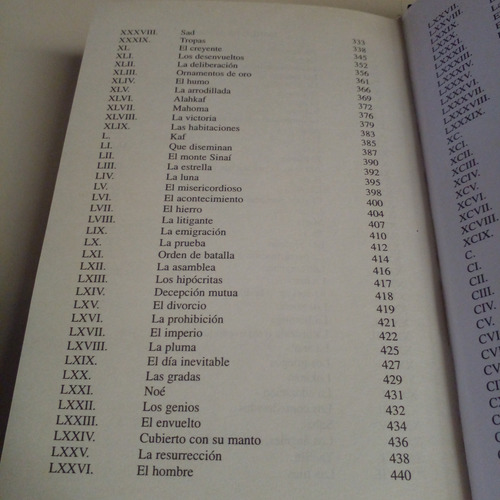 XXXVIII. Sad 333
XXXIX. Tropas 338
XL. El creyente 345
XLI. Los desenvueltos 352
XLII. La deliberación 356
XLIII. Ornamentos de oro 361
XLIV. El humo 366
XLV. La arrodillada 369
XLVI. Alahkaf 372
XLVII. Mahoma 376
XLVIII. La victoria 379
XLIX. Las habitaciones 383
L. Kaf 385
LI. Que diseminan 387
LII. El monte Sinaí 390
LIII. La estrella 392
LIV. La luna 395
LV. El misericordioso 398
LVI. El acontecimiento 400
LVII. El hierro 404
LVIII. La litigante 407
LIX. La emigración 410
LX. La prueba 412
LXI. Orden de batalla 414
LXII. La asamblea 416
LXIII. Los hipócritas 417
LXIV. Decepción mutua 418
LXV. El divorcio 419
LXVI. La prohibición 421
LXVII. El imperio 422
LXVIII. La pluma 425
LXIX. El día inevitable 427
LXX. Las gradas 429
LXXI. Noé 431
LXXII. Los genios 432
LXXIII. El envuelto 434
LXXIV. Cubierto con su manto 436
LXXV. La resurrección 438
LXXVI. El hombre 440
LXXVII.
LXXIX.
LXXX.
LXXXI.
LXXXIX.
XC.
XCI.
XCII.
XCIII.
XCIV.
XCV.
XCVI.
XCVII.
XCVIII.
XCIX.
C.
CI.
CII.
CIII.
CIV.
CV.